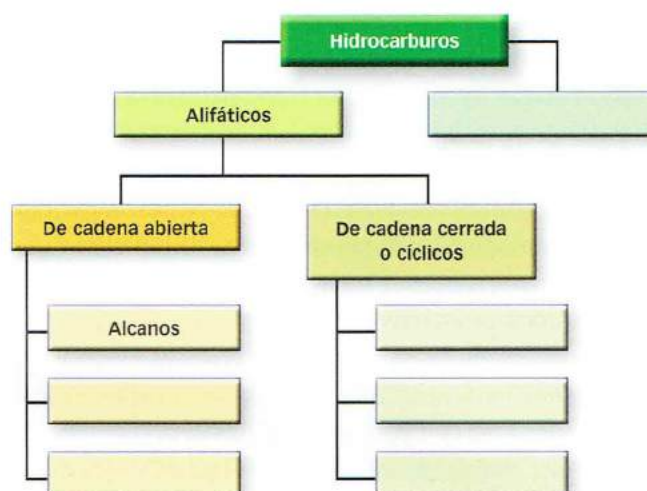 Hidrocarburos
Alifáticos
De cadena abierta
De cadena cerrada
o cíclicos
Alcanos